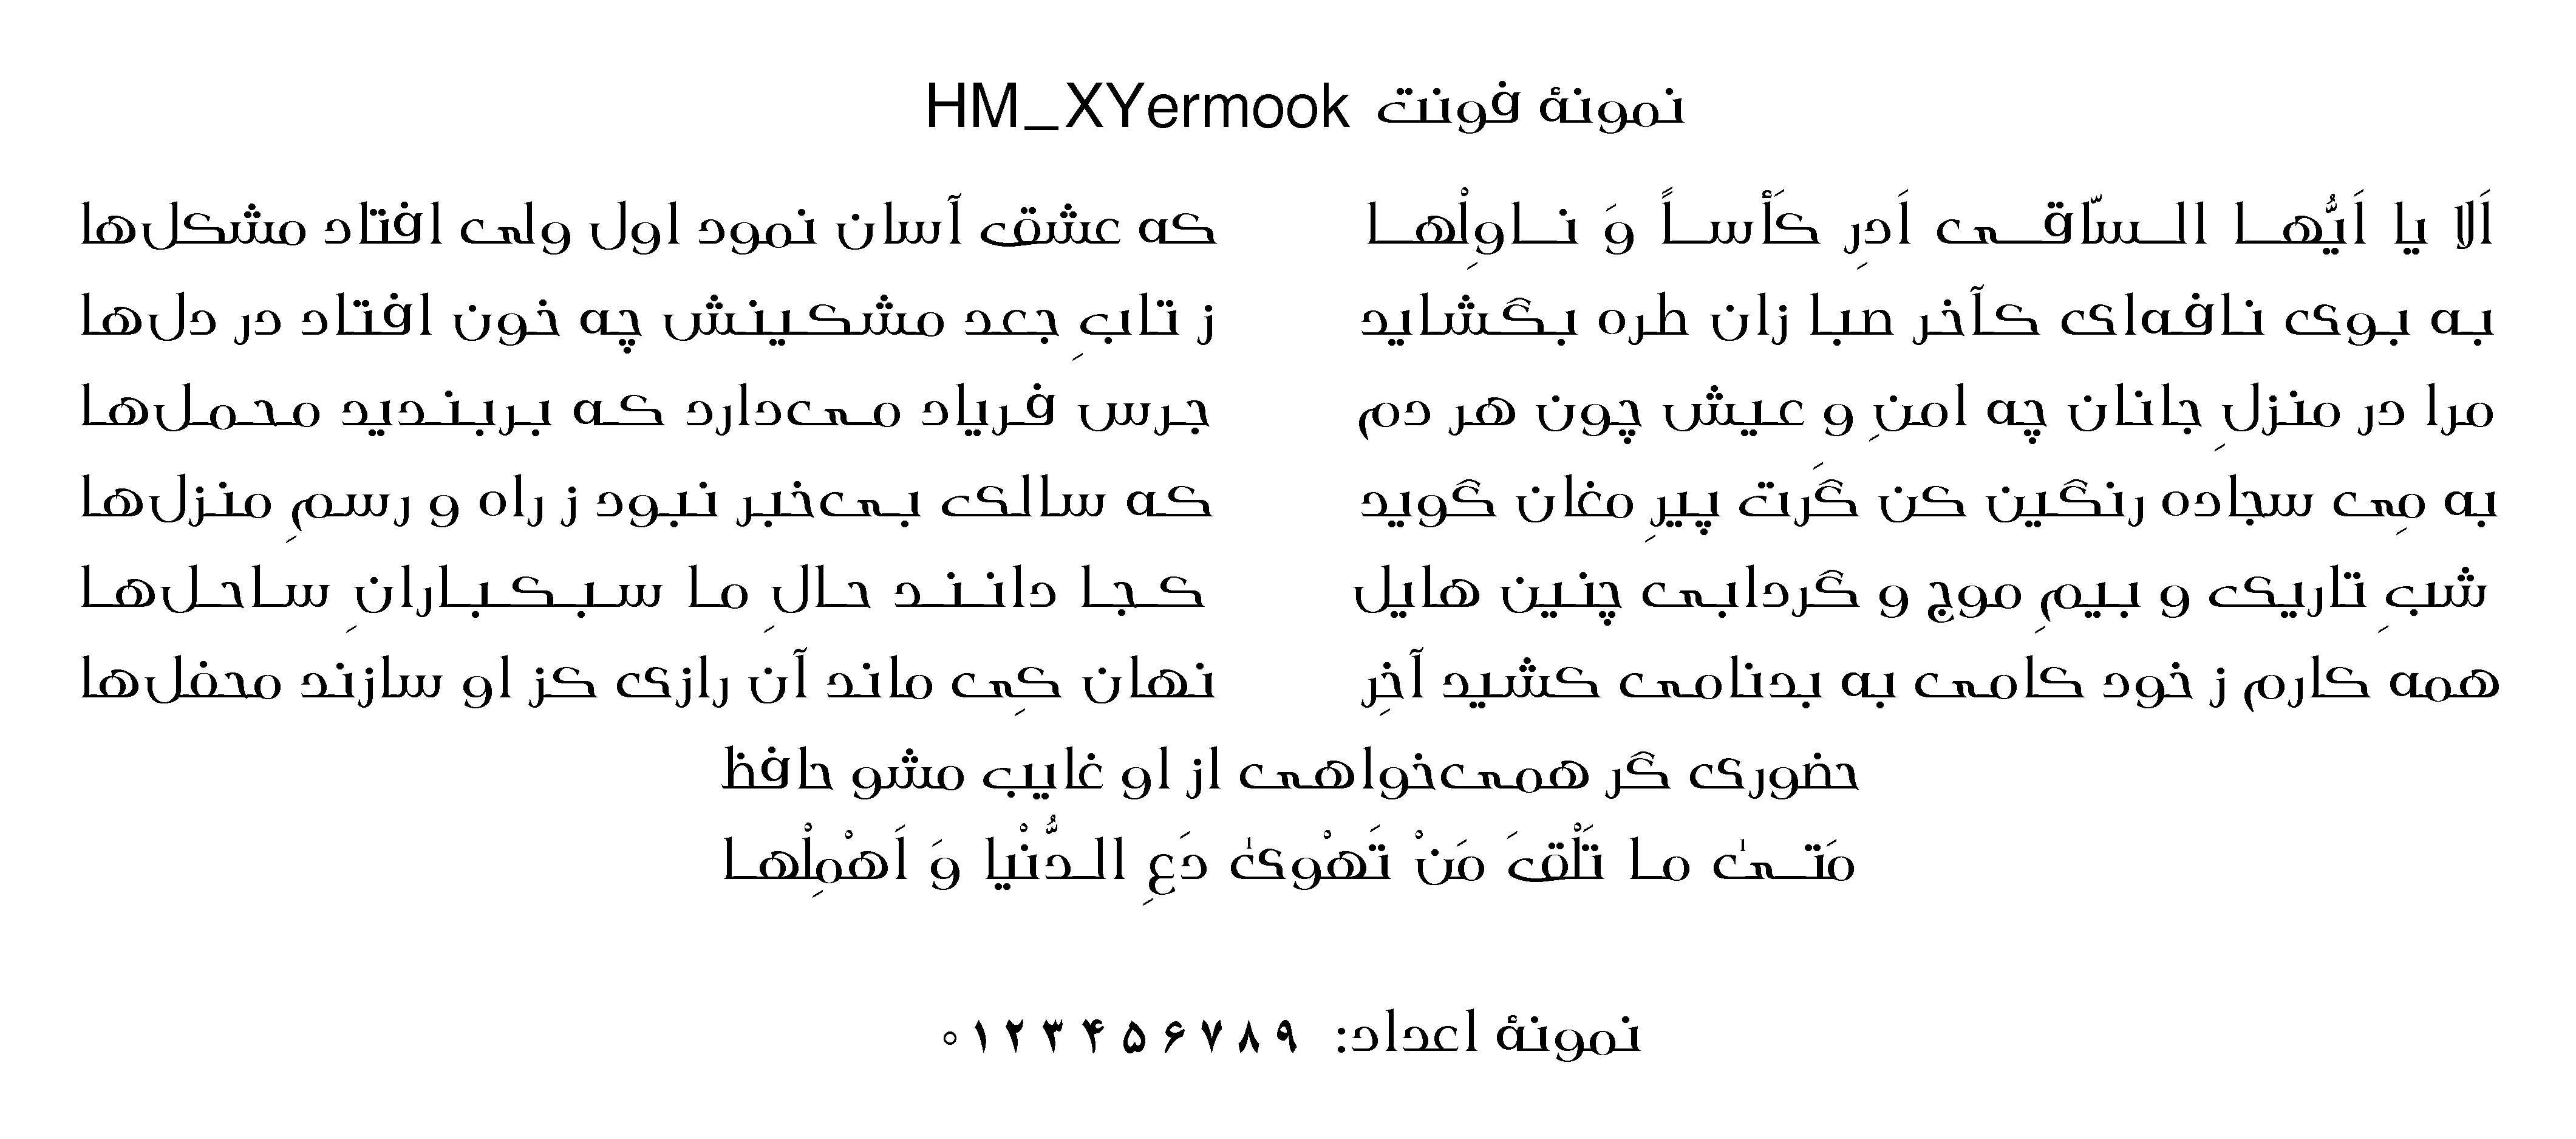 نمونهٔ فونت HM_XYermook
اَلا یا اَیُّها السّاقی اَدرِ کَأساً وَ ناوِلْها که عشق آسان نمود اول ولی افتاد مشکل‌ها
به بوی نافه‌ای کآخر صبا زان طره بگشاید ز تابِ جعد مشکینش چه خون افتاد در دل‌ها
مرا در منزلِ جانان چه امنِ و عیش چون هر دم جرس فریاد می‌دارد که بربندید محمل‌ها
به مِی سجاده رنگین کن گَرت پیرِ مغان گوید که سالک بی‌خبر نبود ز راه و رسمِ منزل‌ها
شبِ تاریک و بیمِ موج و گردابی چنین هایل کجا دانند حالِ ما سبکبارانِ ساحل‌ها
همه کارم ز خود کامی به بدنامی کشید آخِر نهان کِی ماند آن رازی کز او سازند محفل‌ها
حضوری گر همی‌خواهی از او غایب مشو حافظ
مَتیٰ ما تَلْقَ مَنْ تَهْویٰ دَعِ الدُّنْیا وَ اَهْمِلْها
نمونهٔ اعداد: ۰۱۲۳۴۵۶۷۸۹